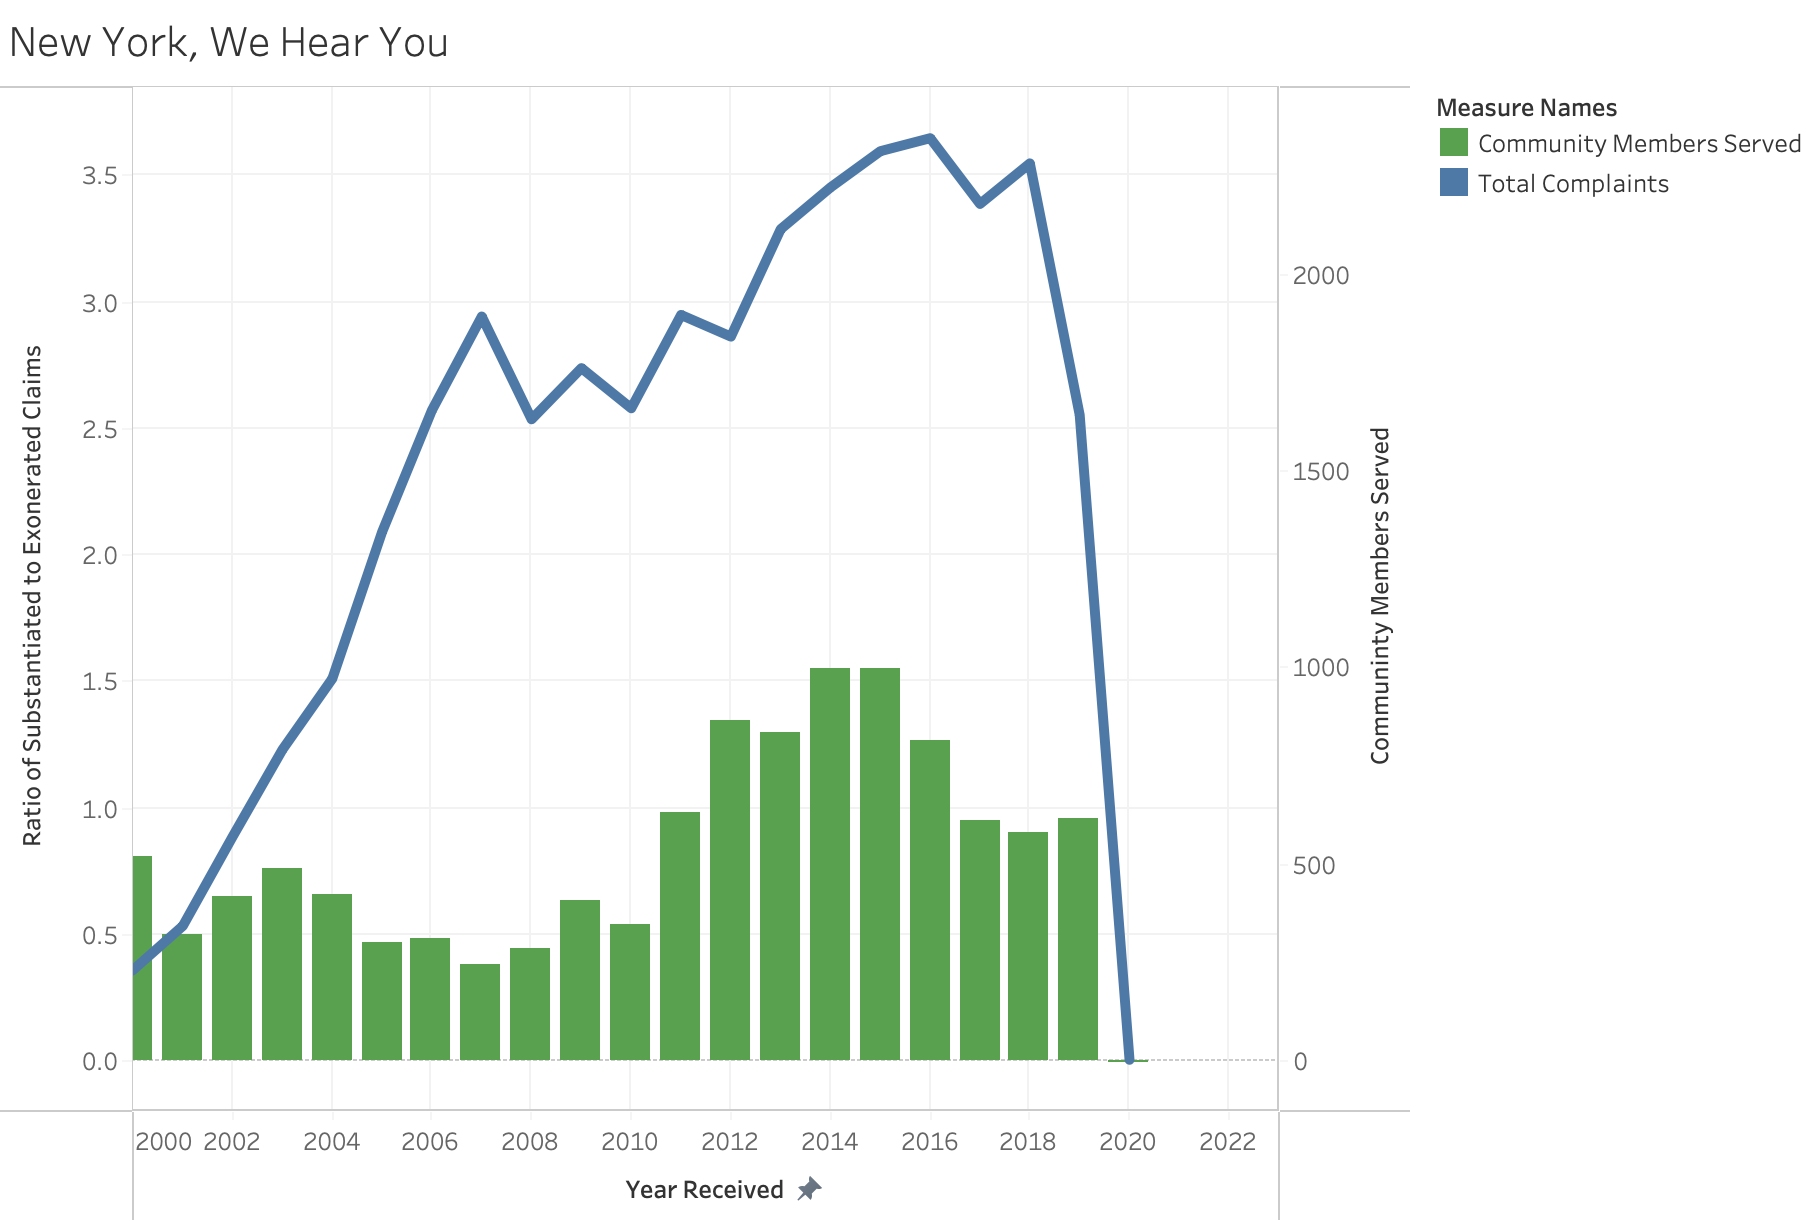 New York, We Hear You
Measure Names
Community Members Served
Total Complaints
Ratio of Substantiated to Exonerated Claims
3.5
3.0
2.5
2.0
1.5
1.0
0.5
0.0
2000
1500
1000
500
0
Communinty Members Served
2000 2002 2004 2006 2008 2010 2012 2014 2016 2018 2020 2022
Year Received